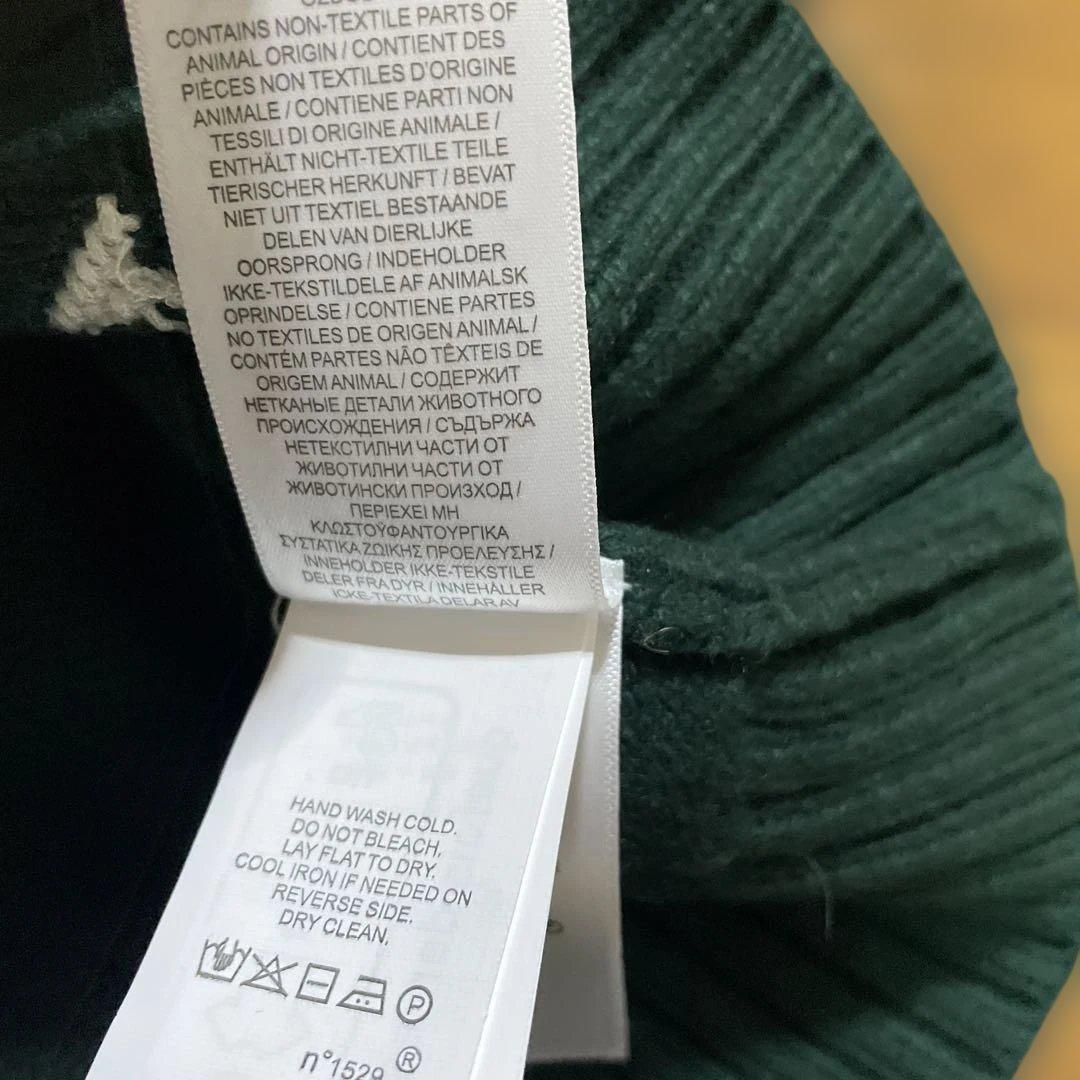 CONTAINS NON-TEXTILE PARTS OF
ANIMAL ORIGIN / CONTIENT DES
PIÈCES NON TEXTILES D'ORIGINE
ANIMALE / CONTIENE PARTI NON
TESSILI DI ORIGINE ANIMALE /
ENTHÄLT NICHT-TEXTILE TEILE
TIERISCHER HERKUNFT / BEVAT
NIET UIT TEXTIEL BESTAANDE
DELEN VAN DIERLIJKE
OORSPRONG / INDEHOLDER
IKKE-TEKSTILDELE AF ANIMALSK
OPRINDELSE / CONTIENE PARTES
NO TEXTILES DE ORIGEN ANIMAL /
CONTÉM PARTES NÃO TÊXTEIS DE
ORIGEM ANIMAL / СОДЕРЖИТ
НЕТКАНЫЕ ДЕТАЛИ ЖИВОТНОГО
ПРОИСХОЖДЕНИЯ / СЪДЪРЖА
НЕТЕКСТИЛНИ ЧАСТИ ОТ
ЖИВОТИЛНИ ЧАСТИ ОТ
ЖИВОТИНСКИ ПРОИЗХОД /
ΠΕΡΙΕΧΕΙ ΜΗ
ΚΛΩΣΤΟΫΦΑΝΤΟΥΡΓΙΚΑ
ΣΥΣΤΑΤΙΚΑ ΖΩΙΚΗΣ ΠΡΟΕΛΕΥΣΗΣ /
INNEHOLDER IKKE-TEKSTILE
DELER FRA DYR / INNEHÅLLER
ICKE-TEXTILA DELAR AV
HAND WASH COLD.
DO NOT BLEACH,
LAY FLAT TO DRY.
COOL IRON IF NEEDED ON
REVERSE SIDE.
DRY CLEAN,
P
n°1529 ®